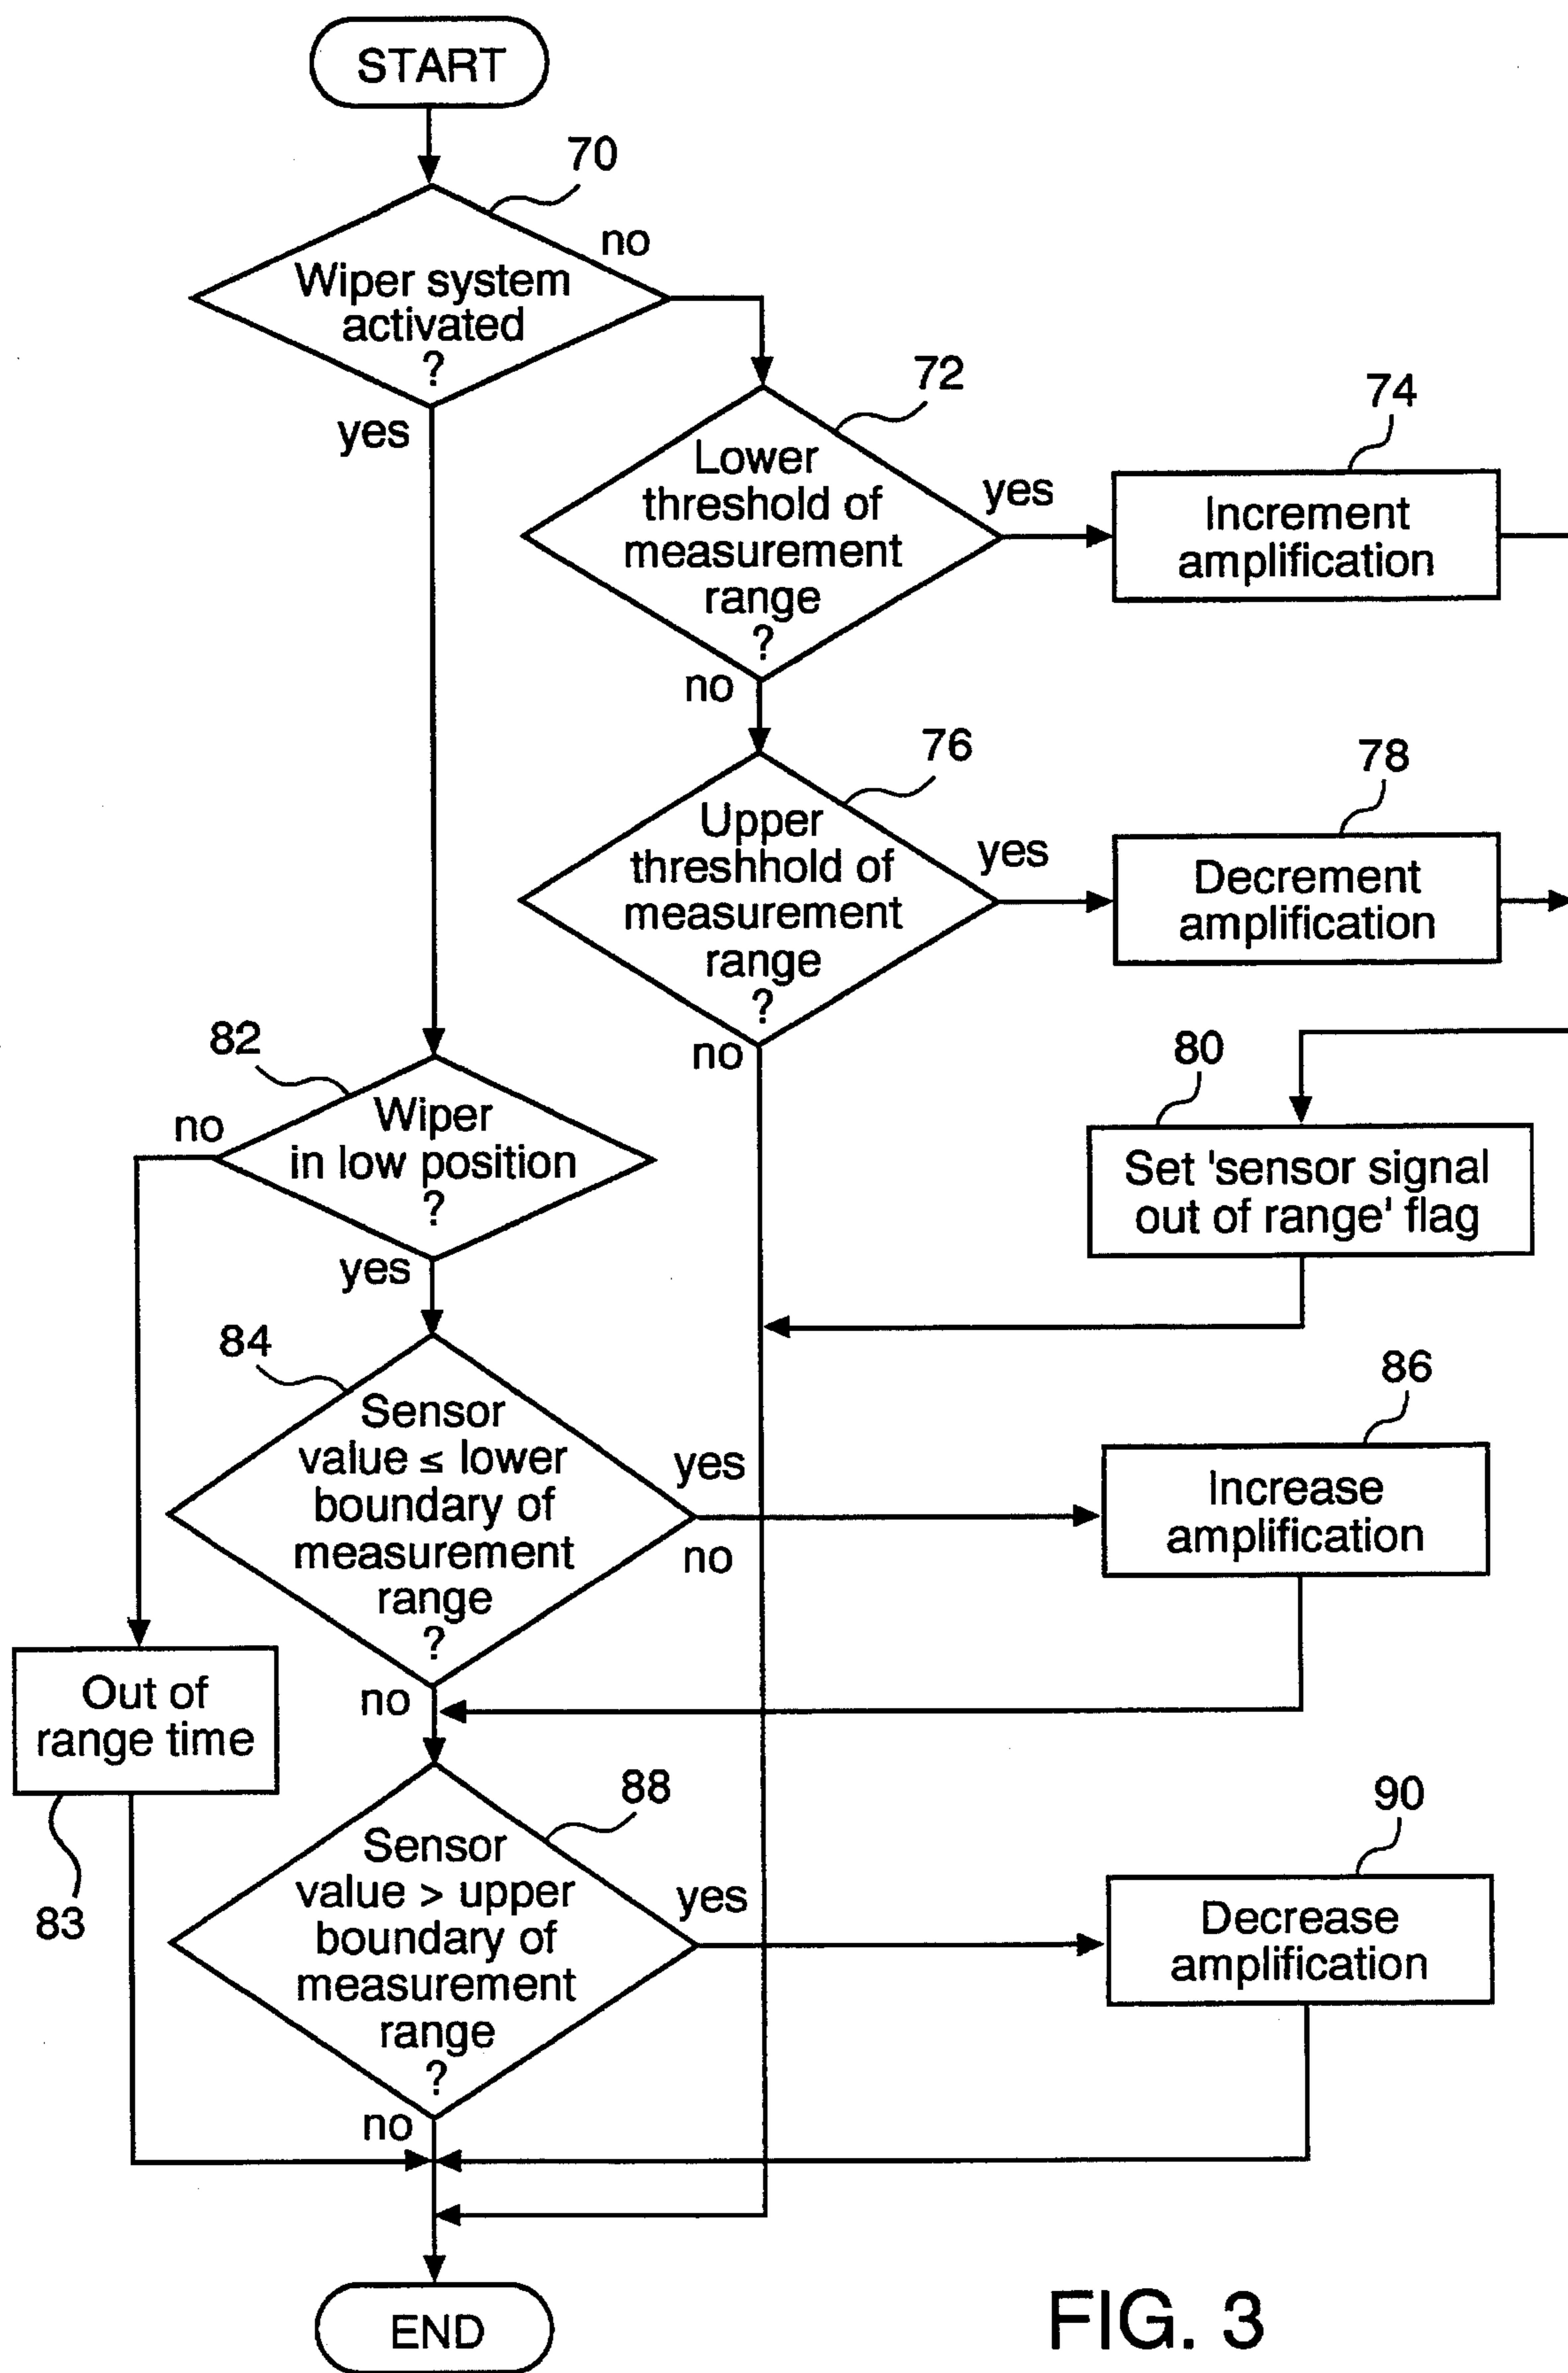 START
70
no
Wiper system
activated
?
yes
72
Lower
threshold of
measurement
range
?
yes
no
74
Increment
amplification
76
Upper
threshhold of
measurement
range
?
yes
no
78
Decrement
amplification
80
Set 'sensor signal
out of range' flag
82
no
Wiper
in low position
?
yes
84
Sensor
value ≤ lower
boundary of
measurement
range
?
yes
no
no
86
Increase
amplification
Out of
range time
83
88
Sensor
value > upper
boundary of
measurement
range
?
yes
no
90
Decrease
amplification
END
FIG. 3